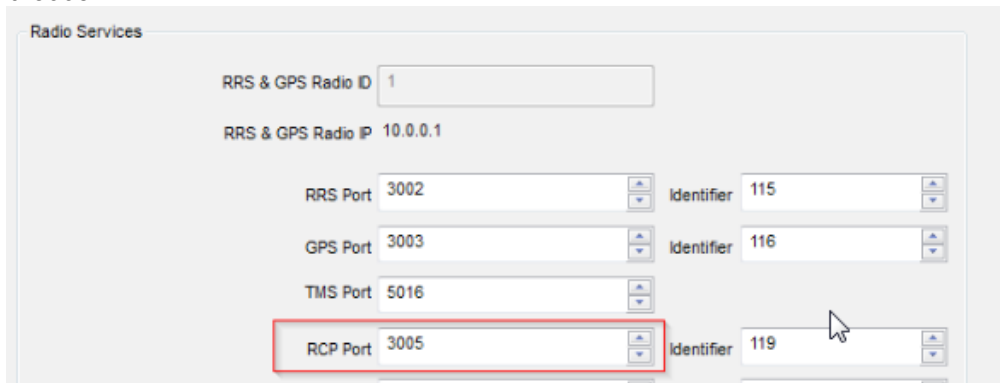 Radio Services
RRS & GPS Radio ID 1
RRS & GPS Radio IP 10.0.0.1
RRS Port 3002 Identifier 115
GPS Port 3003 Identifier 116
TMS Port 5016
RCP Port 3005 Identifier 119